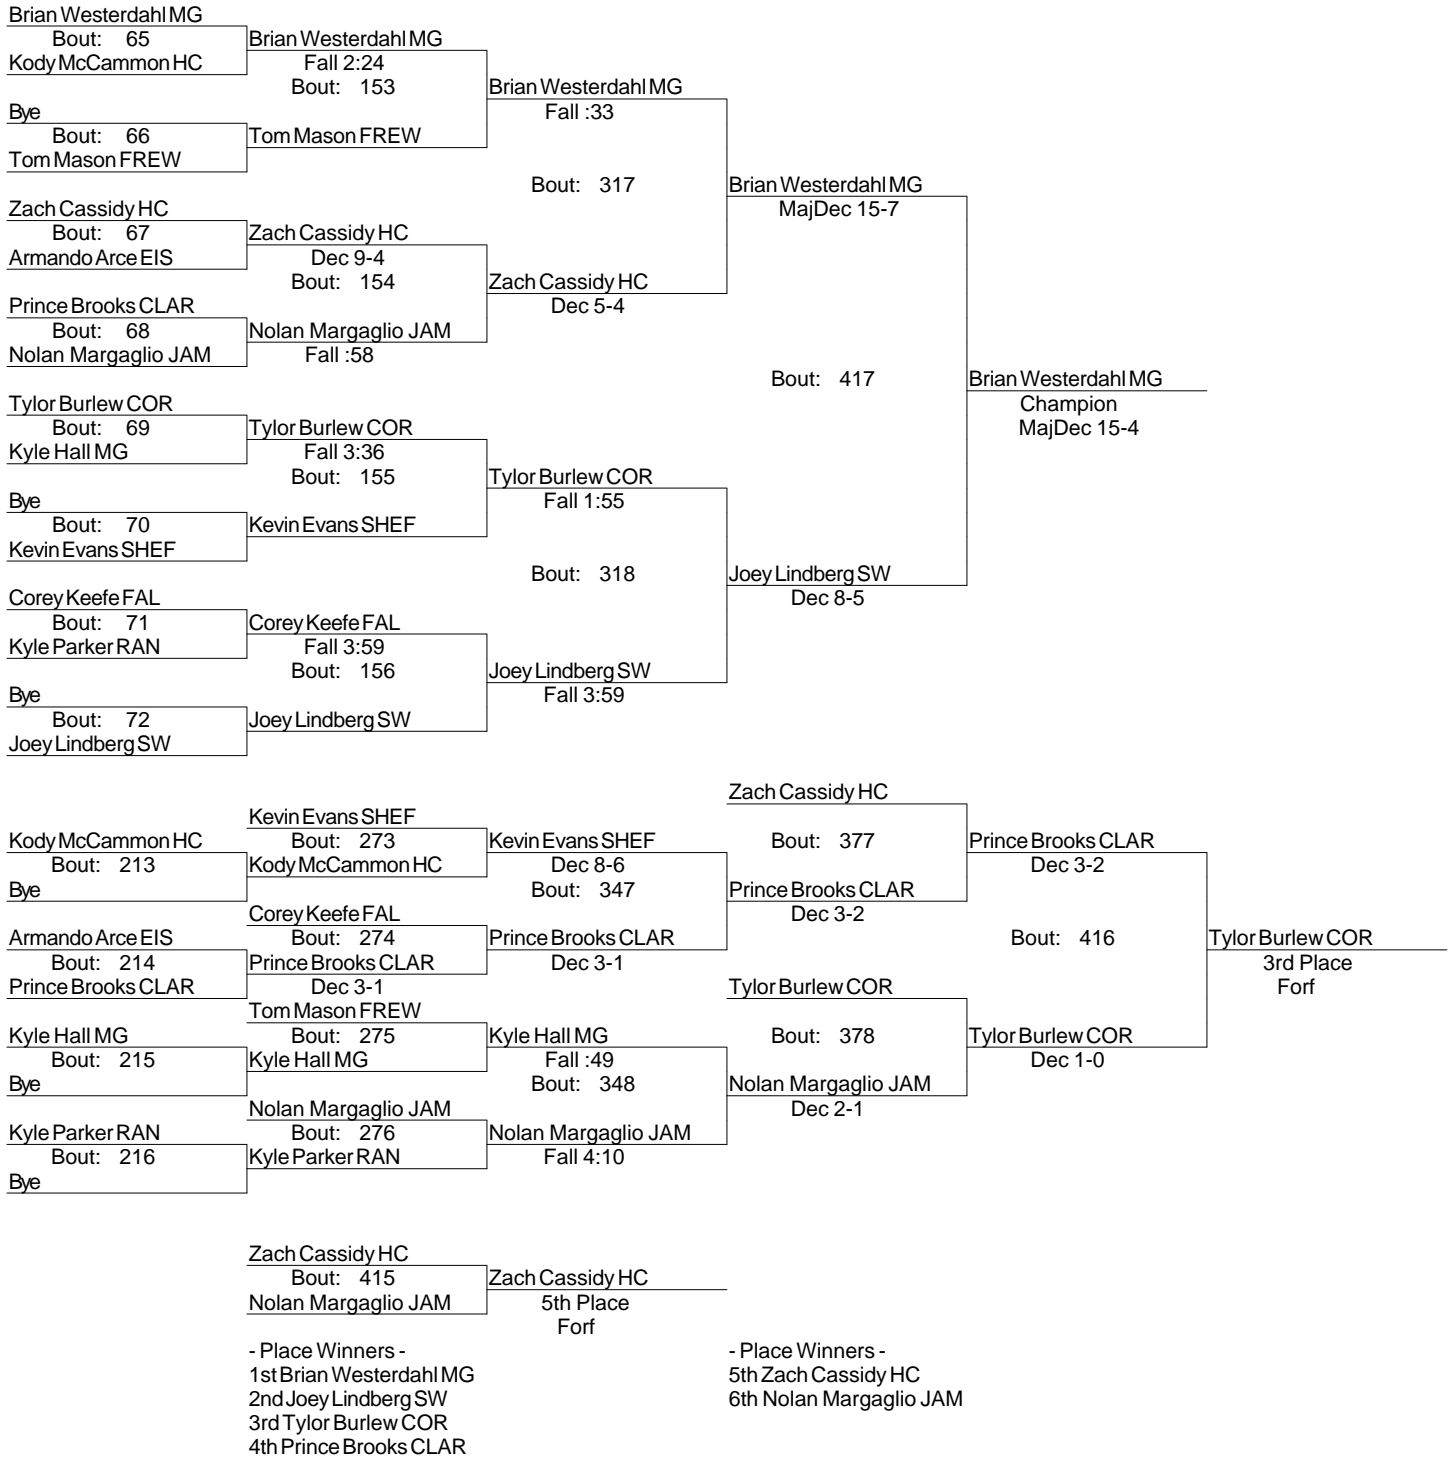 Brian Westerdahl MG
Bout: 65
Kody McCammon HC
Bye
Bout: 66
Tom Mason FREW
Zach Cassidy HC
Bout: 67
Armando Arce EIS
Prince Brooks CLAR
Bout: 68
Nolan Margaglio JAM
Tylor Burlew COR
Bout: 69
Kyle Hall MG
Bye
Bout: 70
Kevin Evans SHEF
Corey Keefe FAL
Bout: 71
Kyle Parker RAN
Bye
Bout: 72
Joey Lindberg SW
Brian Westerdahl MG
Fall 2:24
Bout: 153
Tom Mason FREW
Zach Cassidy HC
Dec 9-4
Bout: 154
Nolan Margaglio JAM
Fall :58
Tylor Burlew COR
Fall 3:36
Bout: 155
Kevin Evans SHEF
Corey Keefe FAL
Fall 3:59
Bout: 156
Joey Lindberg SW
Brian Westerdahl MG
Fall :33
Bout: 317
Zach Cassidy HC
Dec 5-4
Tylor Burlew COR
Fall 1:55
Bout: 318
Joey Lindberg SW
Fall 3:59
Brian Westerdahl MG
MajDec 15-7
Bout: 417
Joey Lindberg SW
Dec 8-5
Brian Westerdahl MG
Champion
MajDec 15-4
Kody McCammon HC
Bout: 213
Bye
Armando Arce EIS
Bout: 214
Prince Brooks CLAR
Kyle Hall MG
Bout: 215
Bye
Kyle Parker RAN
Bout: 216
Bye
Kevin Evans SHEF
Bout: 273
Kody McCammon HC
Corey Keefe FAL
Bout: 274
Prince Brooks CLAR
Dec 3-1
Tom Mason FREW
Bout: 275
Kyle Hall MG
Nolan Margaglio JAM
Bout: 276
Kyle Parker RAN
Kevin Evans SHEF
Dec 8-6
Bout: 347
Prince Brooks CLAR
Dec 3-1
Kyle Hall MG
Fall :49
Bout: 348
Nolan Margaglio JAM
Fall 4:10
Zach Cassidy HC
Bout: 377
Prince Brooks CLAR
Dec 3-2
Tylor Burlew COR
Bout: 378
Nolan Margaglio JAM
Dec 2-1
Prince Brooks CLAR
Dec 3-2
Bout: 416
Tylor Burlew COR
Dec 1-0
Tylor Burlew COR
3rd Place
Forf
Zach Cassidy HC
Bout: 415
Nolan Margaglio JAM
Zach Cassidy HC
5th Place
Forf
- Place Winners -
1st Brian Westerdahl MG
2nd Joey Lindberg SW
3rd Tylor Burlew COR
4th Prince Brooks CLAR
- Place Winners -
5th Zach Cassidy HC
6th Nolan Margaglio JAM